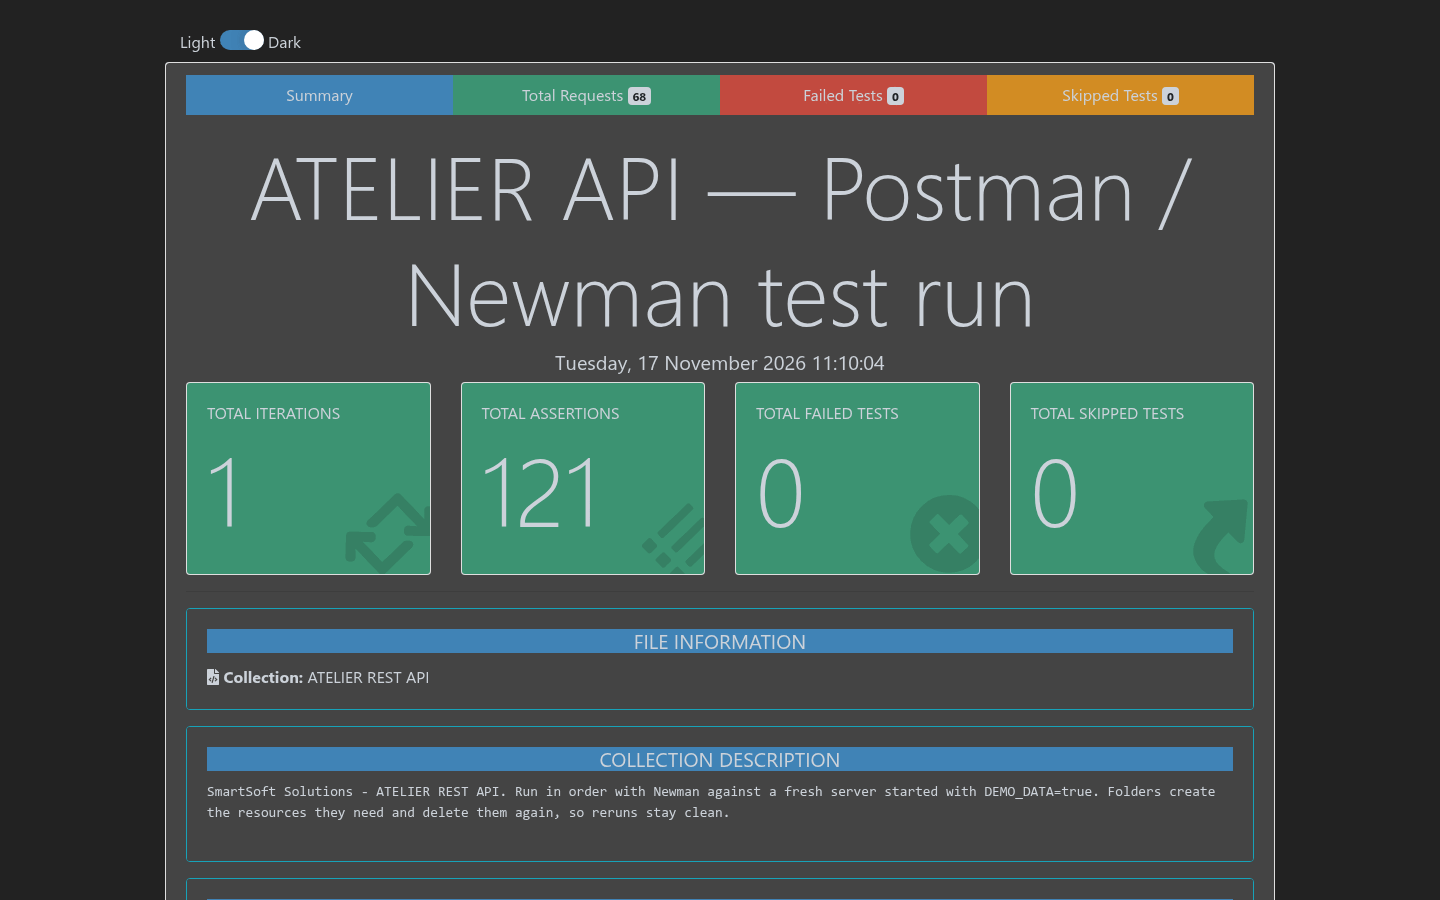 Light Dark
Summary Total Requests 68 Failed Tests 0 Skipped Tests 0
ATELIER API — Postman /
Newman test run
Tuesday, 17 November 2026 11:10:04
TOTAL ITERATIONS TOTAL ASSERTIONS TOTAL FAILED TESTS TOTAL SKIPPED TESTS
1 121 0 0
FILE INFORMATION
Collection: ATELIER REST API
COLLECTION DESCRIPTION
SmartSoft Solutions - ATELIER REST API. Run in order with Newman against a fresh server started with DEMO_DATA=true. Folders create
the resources they need and delete them again, so reruns stay clean.